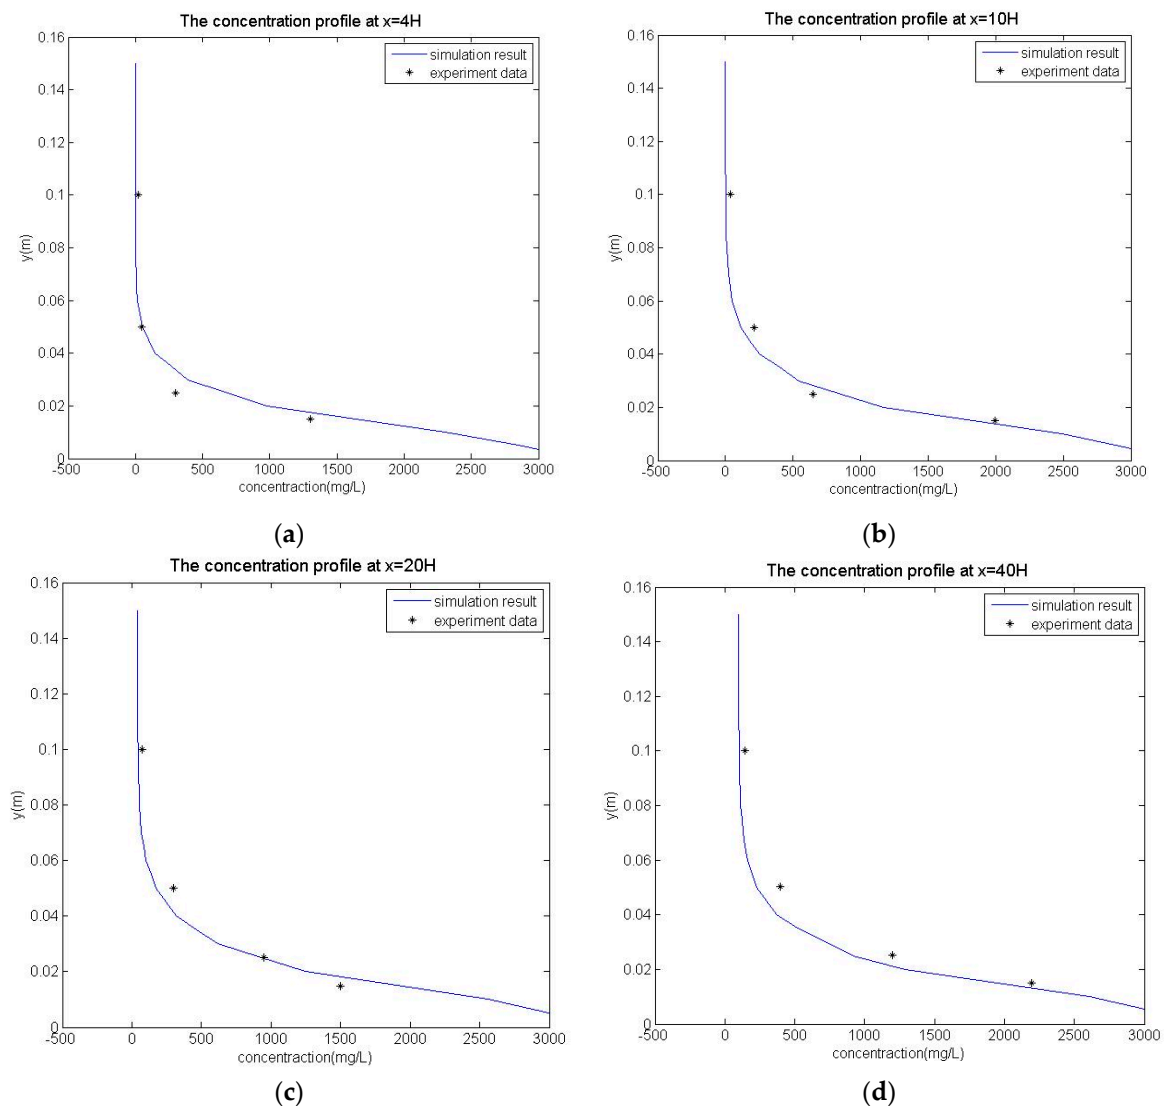 The concentration profile at x=4H
simulation result
experiment data
0.16
0.14
0.12
0.1
0.08
0.06
0.04
0.02
0
y(m)
-500 0 500 1000 1500 2000 2500 3000
concentraction(mg/L)
(a)
The concentration profile at x=10H
simulation result
experiment data
0.16
0.14
0.12
0.1
0.08
0.06
0.04
0.02
0
y(m)
-500 0 500 1000 1500 2000 2500 3000
concentraction(mg/L)
(b)
The concentration profile at x=20H
simulation result
experiment data
0.16
0.14
0.12
0.1
0.08
0.06
0.04
0.02
0
y(m)
-500 0 500 1000 1500 2000 2500 3000
concentraction(mg/L)
(c)
The concentration profile at x=40H
simulation result
experiment data
0.16
0.14
0.12
0.1
0.08
0.06
0.04
0.02
0
y(m)
-500 0 500 1000 1500 2000 2500 3000
concentraction(mg/L)
(d)